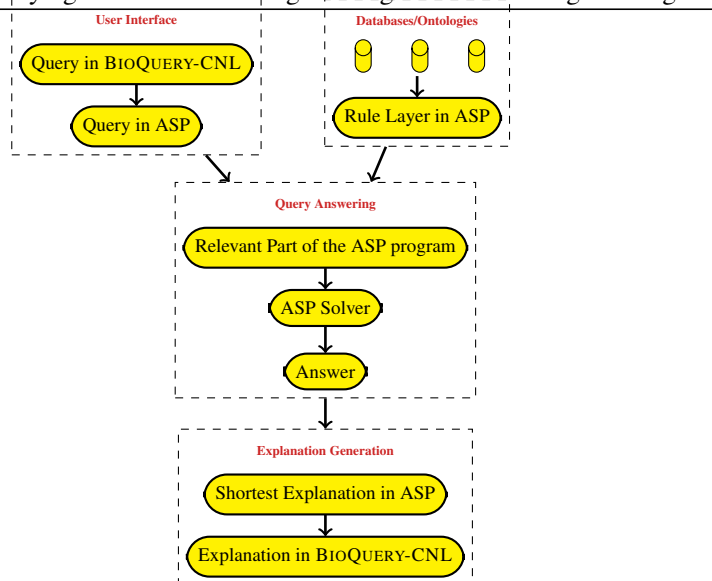 User Interface
Databases/Ontologies
Query in BIOQUERY-CNL
Query in ASP
Rule Layer in ASP
Query Answering
Relevant Part of the ASP program
ASP Solver
Answer
Explanation Generation
Shortest Explanation in ASP
Explanation in BIOQUERY-CNL